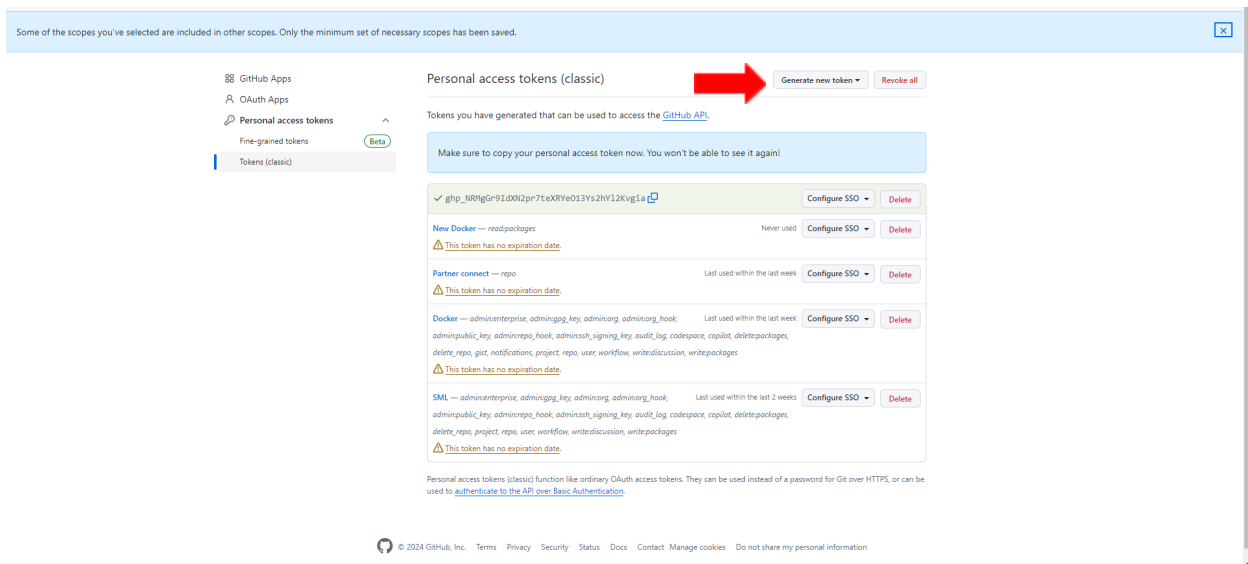 Some of the scopes you've selected are included in other scopes. Only the minimum set of necessary scopes has been saved.
GitHub Apps
OAuth Apps
Personal access tokens
Fine-grained tokens Beta
Tokens (classic)
Personal access tokens (classic) Generate new token Revoke all
Tokens you have generated that can be used to access the GitHub API.
Make sure to copy your personal access token now. You won't be able to see it again!
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 Configure SSO Delete
New Docker — read:packages Never used Configure SSO Delete
This token has no expiration date.
Partner connect — repo Last used within the last week Configure SSO Delete
This token has no expiration date.
Docker — admin:enterprise, admin:gpg_key, admin:org, admin:org_hook, Last used within the last week Configure SSO Delete
admin:public_key, admin:repo_hook, admin:ssh_signing_key, audit_log, codespace, copilot, delete:packages,
delete_repo, gist, notifications, project, repo, user, workflow, write:discussion, write:packages
This token has no expiration date.
SML — admin:enterprise, admin:gpg_key, admin:org, admin:org_hook, Last used within the last 2 weeks Configure SSO Delete
admin:public_key, admin:repo_hook, admin:ssh_signing_key, audit_log, codespace, copilot, delete:packages,
delete_repo, project, repo, user, workflow, write:discussion, write:packages
This token has no expiration date.
Personal access tokens (classic) function like ordinary OAuth access tokens. They can be used instead of a password for Git over HTTPS, or can be
used to authenticate to the API over Basic Authentication.
© 2024 GitHub, Inc. Terms Privacy Security Status Docs Contact Manage cookies Do not share my personal information